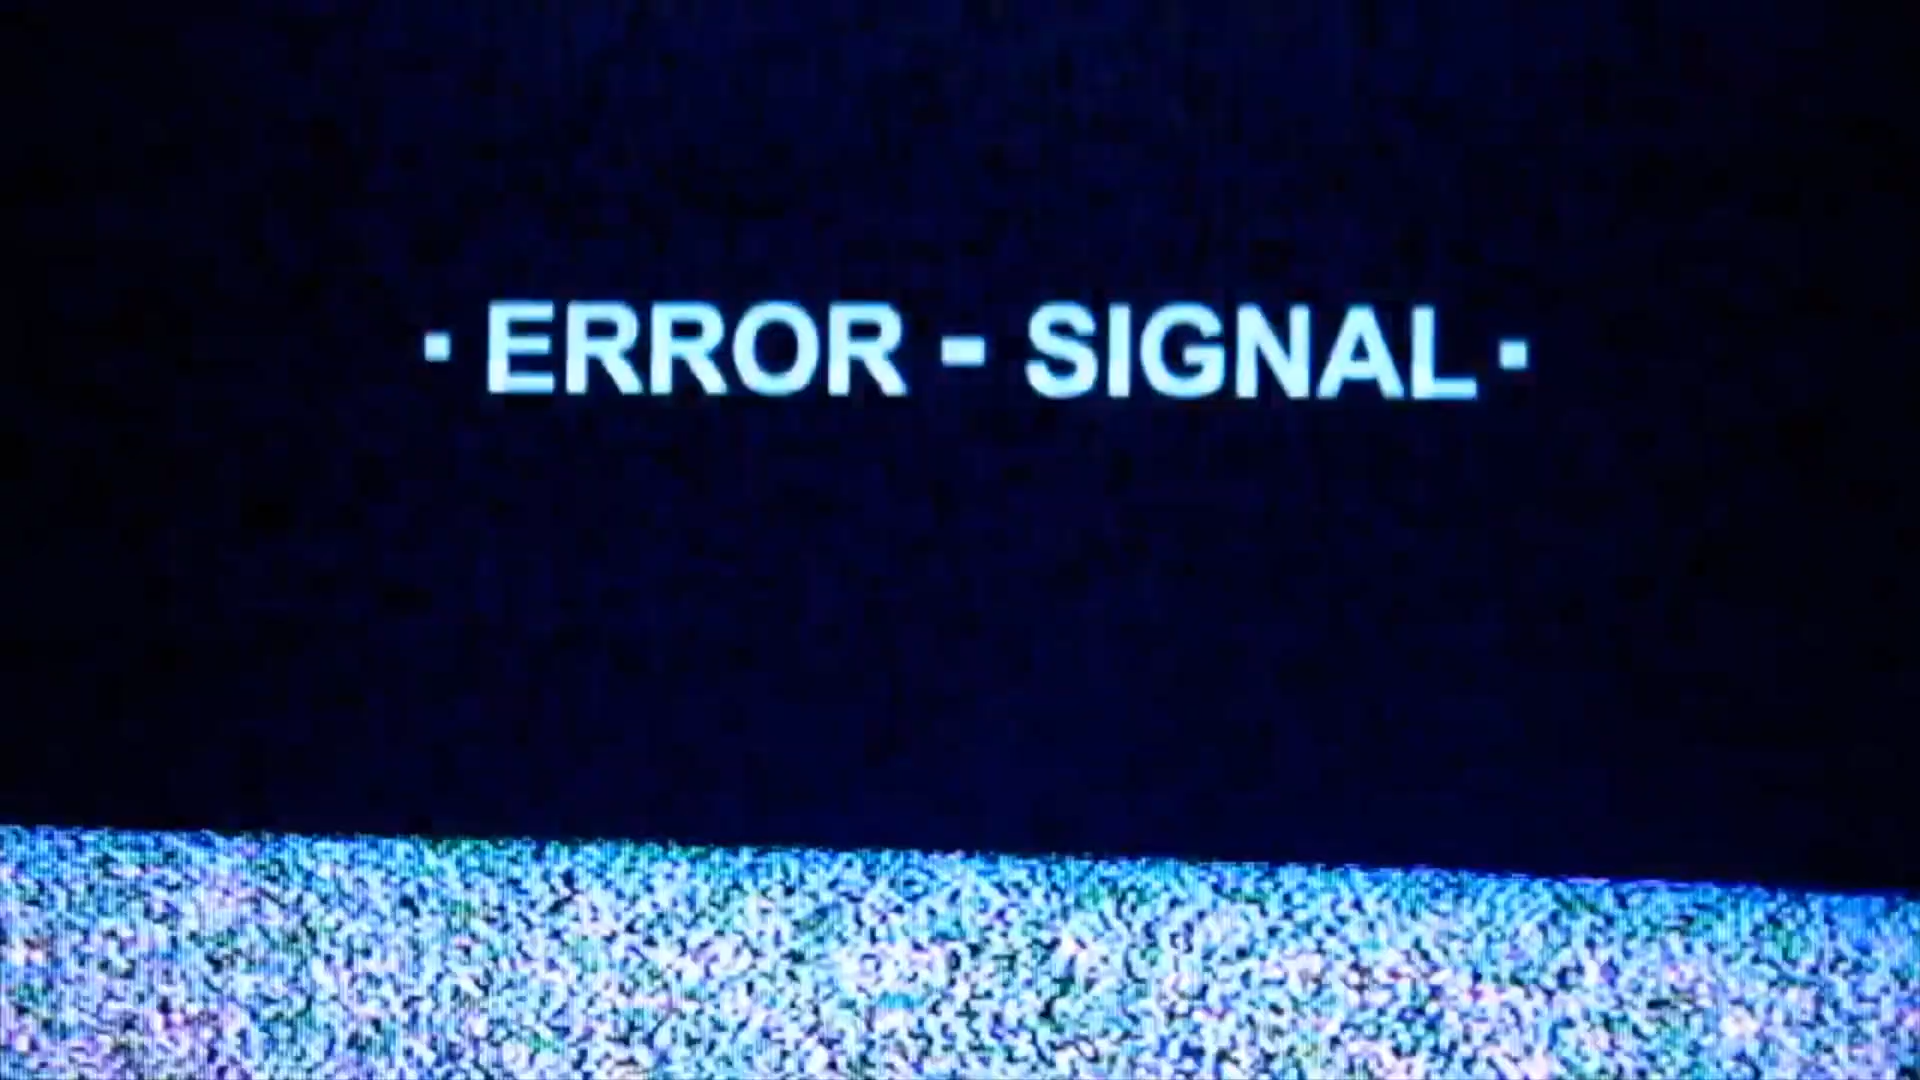 · ERROR - SIGNAL ·